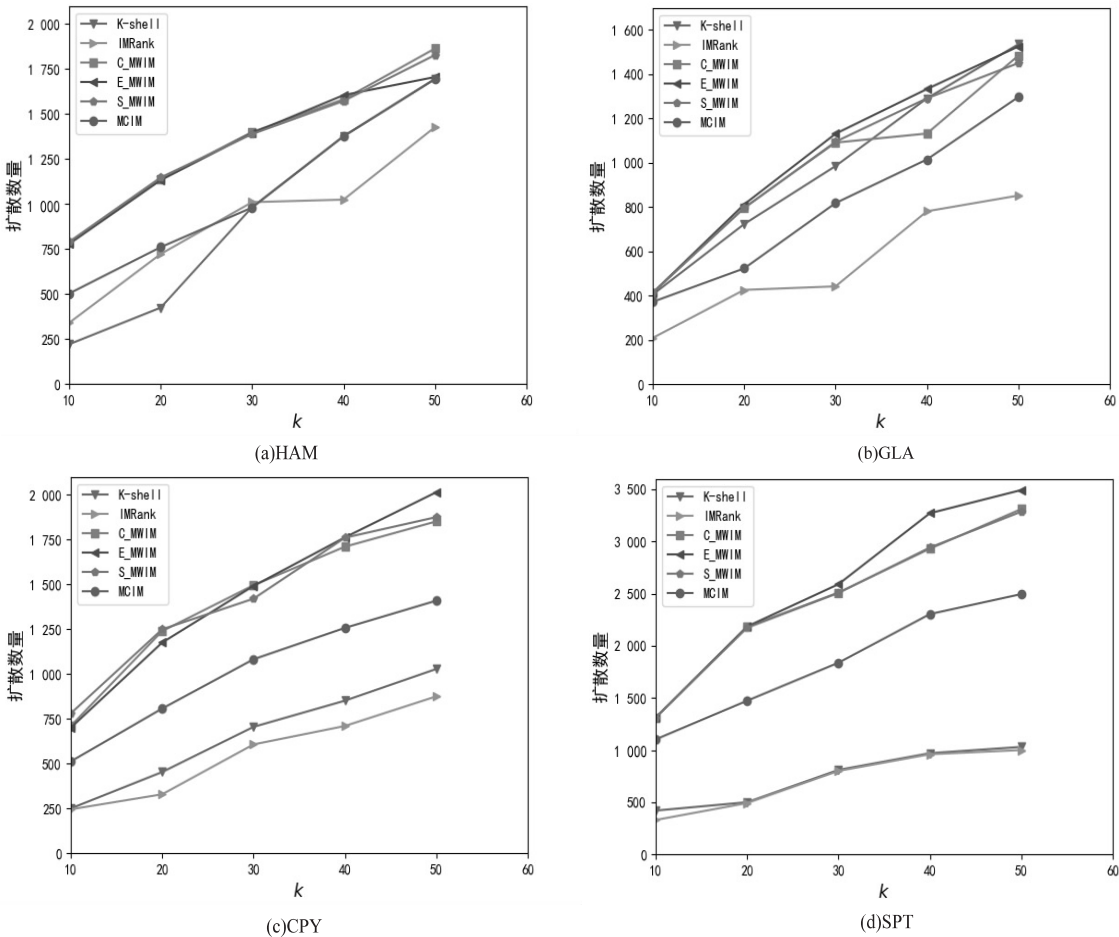 2 000
1 750
1 500
1 250
1 000
750
500
250
0
扩散数量
K-shell
IMRank
C_MWIM
E_MWIM
S_MWIM
MCIM
10 20 30 40 50 60
k
(a)HAM
1 600
1 400
1 200
1 000
800
600
400
200
0
扩散数量
K-shell
IMRank
C_MWIM
E_MWIM
S_MWIM
MCIM
10 20 30 40 50 60
k
(b)GLA
2 000
1 750
1 500
1 250
1 000
750
500
250
0
扩散数量
K-shell
IMRank
C_MWIM
E_MWIM
S_MWIM
MCIM
10 20 30 40 50 60
k
(c)CPY
3 500
3 000
2 500
2 000
1 500
1 000
500
0
扩散数量
K-shell
IMRank
C_MWIM
E_MWIM
S_MWIM
MCIM
10 20 30 40 50 60
k
(d)SPT